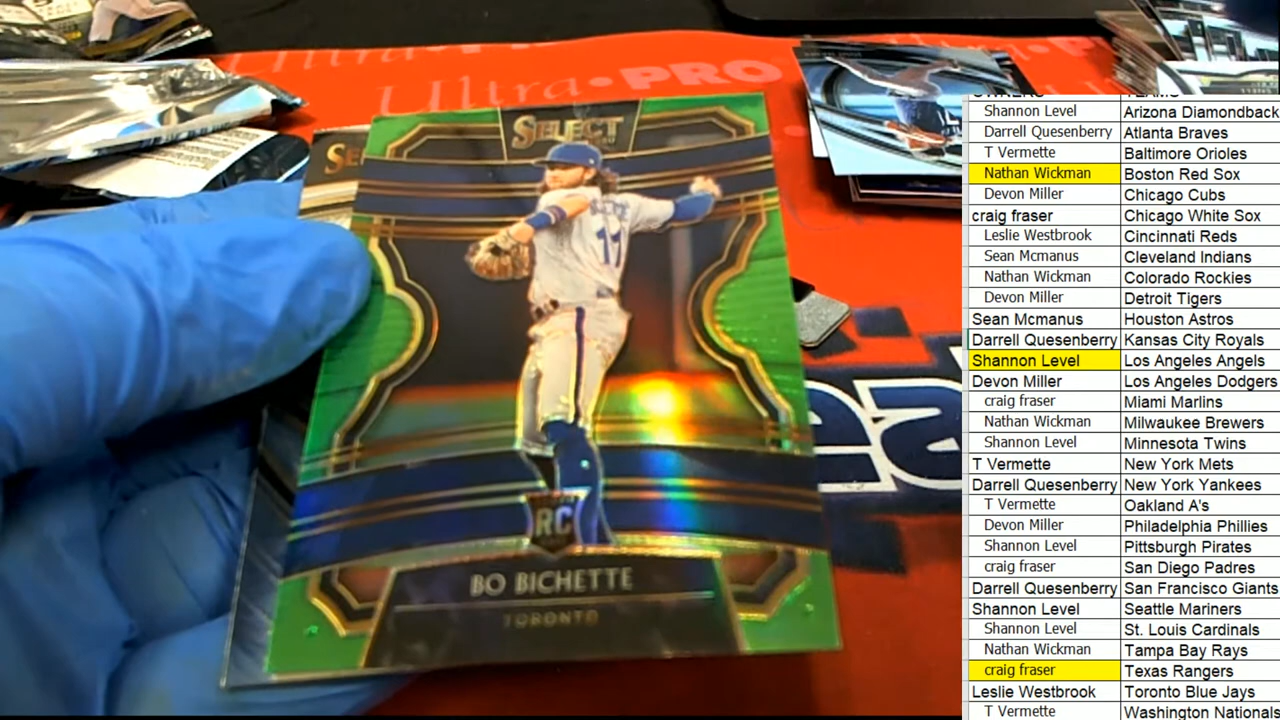 Ultra PRO
SELECT
SE
17
RC
BO BICHETTE
TORONTO
OWNERS TEAMS
Shannon Level Arizona Diamondback
Darrell Quesenberry Atlanta Braves
T Vermette Baltimore Orioles
Nathan Wickman Boston Red Sox
Devon Miller Chicago Cubs
craig fraser Chicago White Sox
Leslie Westbrook Cincinnati Reds
Sean Mcmanus Cleveland Indians
Nathan Wickman Colorado Rockies
Devon Miller Detroit Tigers
Sean Mcmanus Houston Astros
Darrell Quesenberry Kansas City Royals
Shannon Level Los Angeles Angels
Devon Miller Los Angeles Dodgers
craig fraser Miami Marlins
Nathan Wickman Milwaukee Brewers
Shannon Level Minnesota Twins
T Vermette New York Mets
Darrell Quesenberry New York Yankees
T Vermette Oakland A's
Devon Miller Philadelphia Phillies
Shannon Level Pittsburgh Pirates
craig fraser San Diego Padres
Darrell Quesenberry San Francisco Giants
Shannon Level Seattle Mariners
Shannon Level St. Louis Cardinals
Nathan Wickman Tampa Bay Rays
craig fraser Texas Rangers
Leslie Westbrook Toronto Blue Jays
T Vermette Washington Nationals